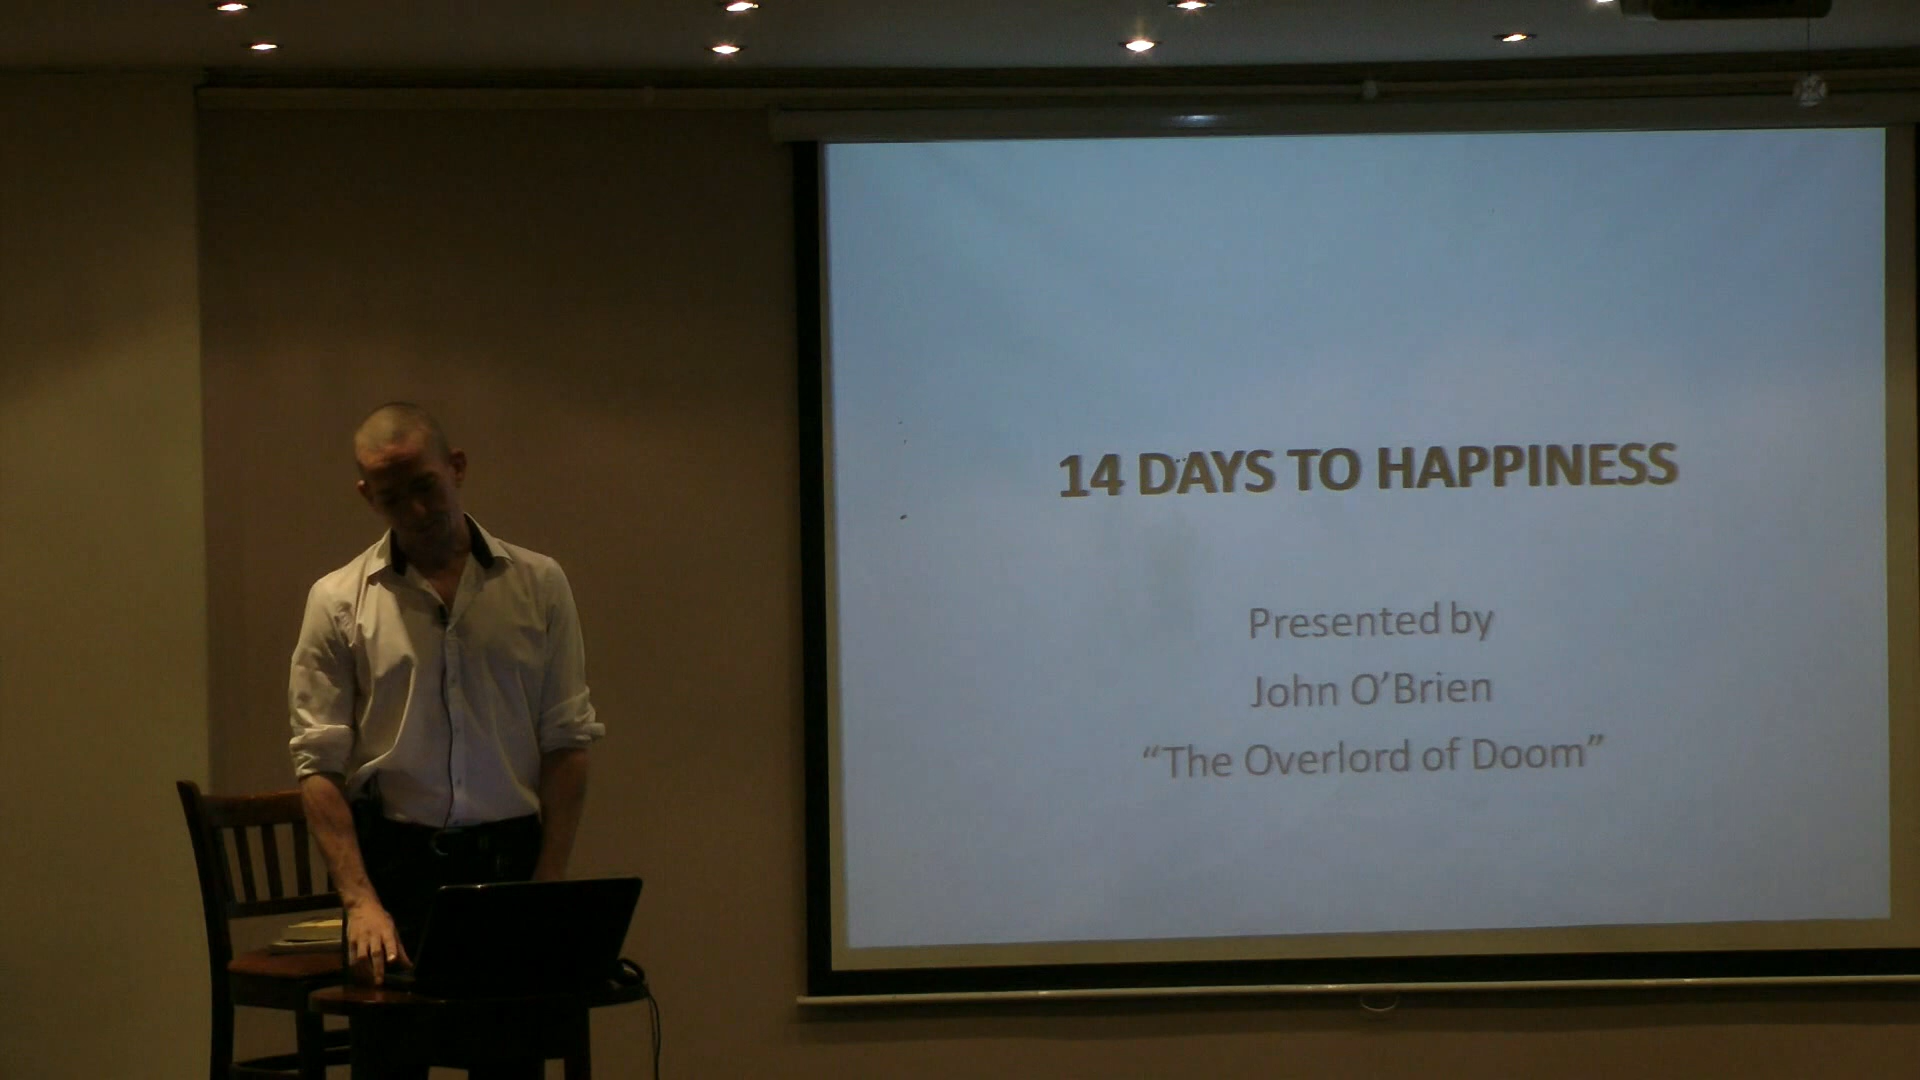 14 DAYS TO HAPPINESS
Presented by
John O’Brien
“The Overlord of Doom”